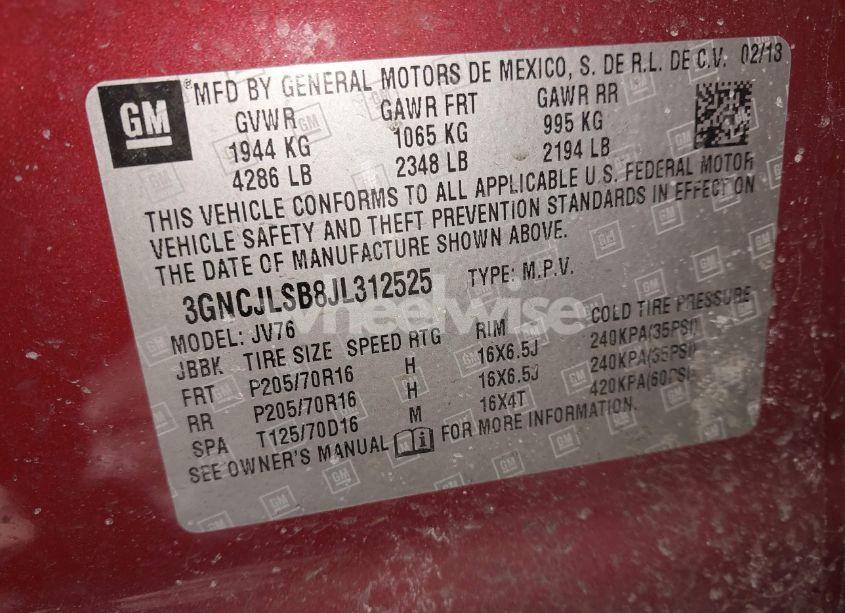 GM
MFD BY GENERAL MOTORS DE MEXICO, S. DE R.L. DE C.V. 02/13
GVWR GAWR FRT GAWR RR
1944 KG 1065 KG 995 KG
4286 LB 2348 LB 2194 LB
THIS VEHICLE CONFORMS TO ALL APPLICABLE U.S. FEDERAL MOTOR
VEHICLE SAFETY AND THEFT PREVENTION STANDARDS IN EFFECT ON
THE DATE OF MANUFACTURE SHOWN ABOVE.
3GNCJLSB8JL312525 TYPE: M.P.V.
wheelwise
MODEL: JV76
JBBK TIRE SIZE SPEED RTG RIM COLD TIRE PRESSURE
FRT P205/70R16 H 16X6.5J 240KPA(35PSI)
RR P205/70R16 H 16X6.5J 240KPA(35PSI)
SPA T125/70D16 M 16X4T 420KPA(60PSI)
SEE OWNER'S MANUAL FOR MORE INFORMATION.